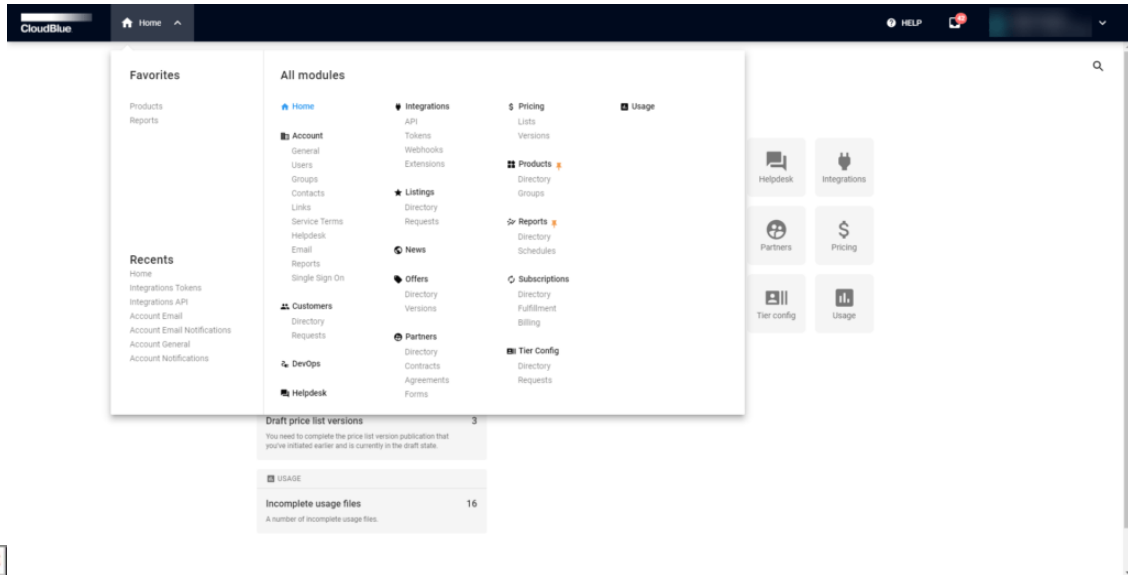 CloudBlue
Home
HELP
42
Favorites
Products
Reports
Recents
Home
Integrations Tokens
Integrations API
Account Email
Account Email Notifications
Account General
Account Notifications
All modules
Home
Account
General
Users
Groups
Contacts
Links
Service Terms
Helpdesk
Email
Reports
Single Sign On
Customers
Directory
Requests
DevOps
Helpdesk
Integrations
API
Tokens
Webhooks
Extensions
Listings
Directory
Requests
News
Offers
Directory
Versions
Partners
Directory
Contracts
Agreements
Forms
Pricing
Lists
Versions
Products
Directory
Groups
Reports
Directory
Schedules
Subscriptions
Directory
Fulfillment
Billing
Tier Config
Directory
Requests
Usage
Helpdesk
Integrations
Partners
Pricing
Tier config
Usage
Draft price list versions 3
You need to complete the price list version publication that
you've initiated earlier and is currently in the draft state.
USAGE
Incomplete usage files 16
A number of incomplete usage files.